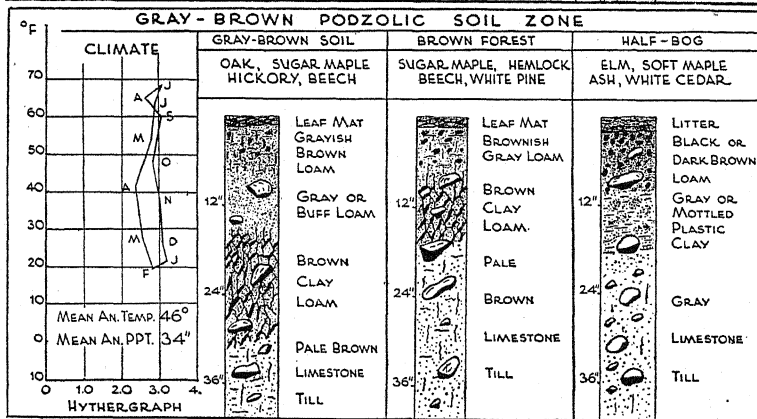 GRAY-BROWN PODZOLIC SOIL ZONE
°F
CLIMATE
70
60
50
40
30
20
10
0
10
J
A
J
S
M
O
A
N
M
D
J
F
MEAN AN. TEMP. 46°
MEAN AN. PPT. 34"
0 1.0 2.0 3.0 4.
HYTHERGRAPH
GRAY-BROWN SOIL
OAK, SUGAR MAPLE
HICKORY, BEECH
LEAF MAT
GRAYISH
BROWN
LOAM
12"
GRAY OR
BUFF LOAM
BROWN
CLAY
24"
LOAM
PALE BROWN
LIMESTONE
36"
TILL
BROWN FOREST
SUGAR MAPLE, HEMLOCK
BEECH, WHITE PINE
LEAF MAT
BROWNISH
GRAY LOAM
BROWN
12"
CLAY
LOAM.
PALE
24"
BROWN
LIMESTONE
TILL
36"
HALF-BOG
ELM, SOFT MAPLE
ASH, WHITE CEDAR
LITTER
BLACK OR
DARK BROWN
LOAM
12"
GRAY OR
MOTTLED
PLASTIC
CLAY
24"
GRAY
LIMESTONE
TILL
36"